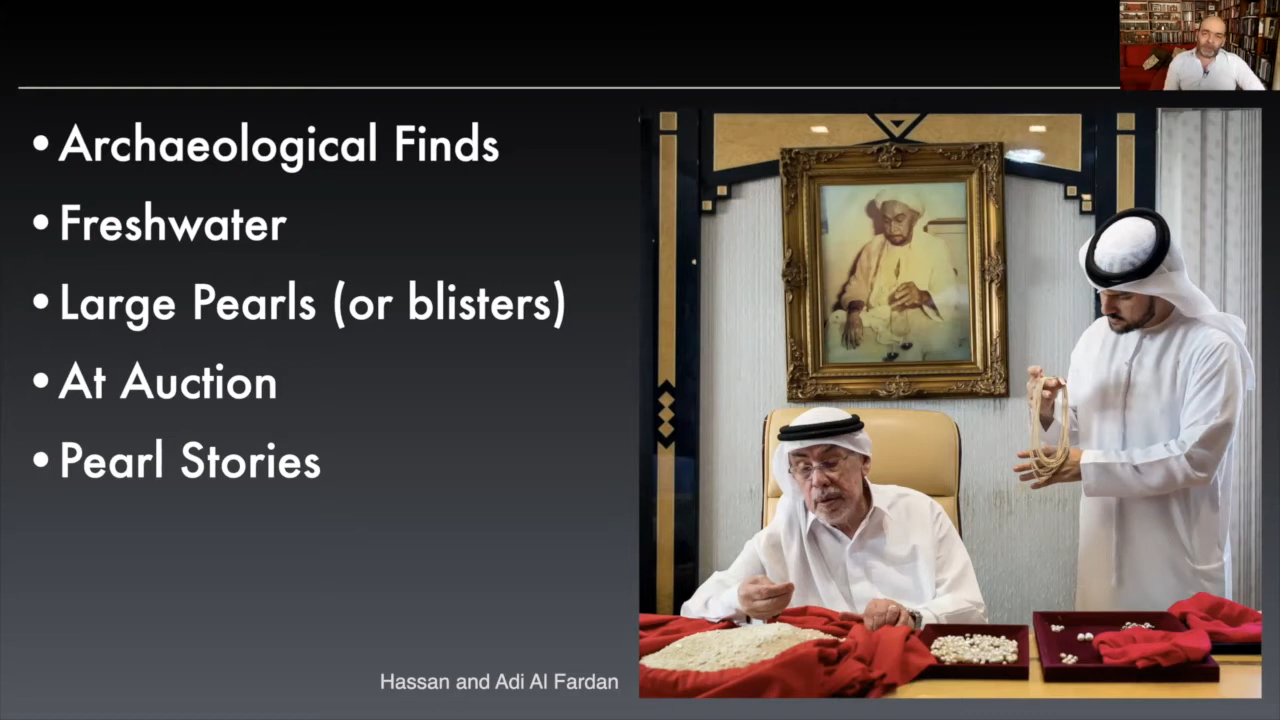 • Archaeological Finds
• Freshwater
• Large Pearls (or blisters)
• At Auction
• Pearl Stories
Hassan and Adi Al Fardan